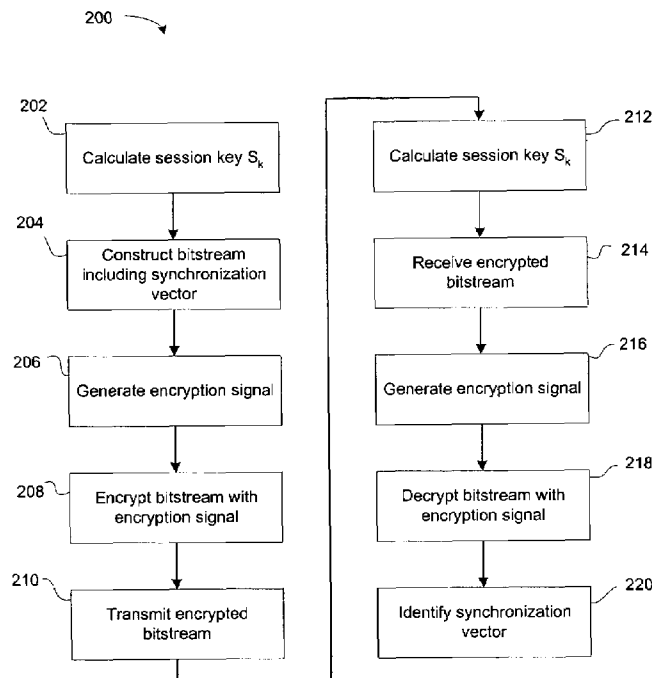 200
202
Calculate session key Sk
204
Construct bitstream
including synchronization
vector
206
Generate encryption signal
208
Encrypt bitstream with
encryption signal
210
Transmit encrypted
bitstream
212
Calculate session key Sk
214
Receive encrypted
bitstream
216
Generate encryption signal
218
Decrypt bitstream with
encryption signal
220
Identify synchronization
vector